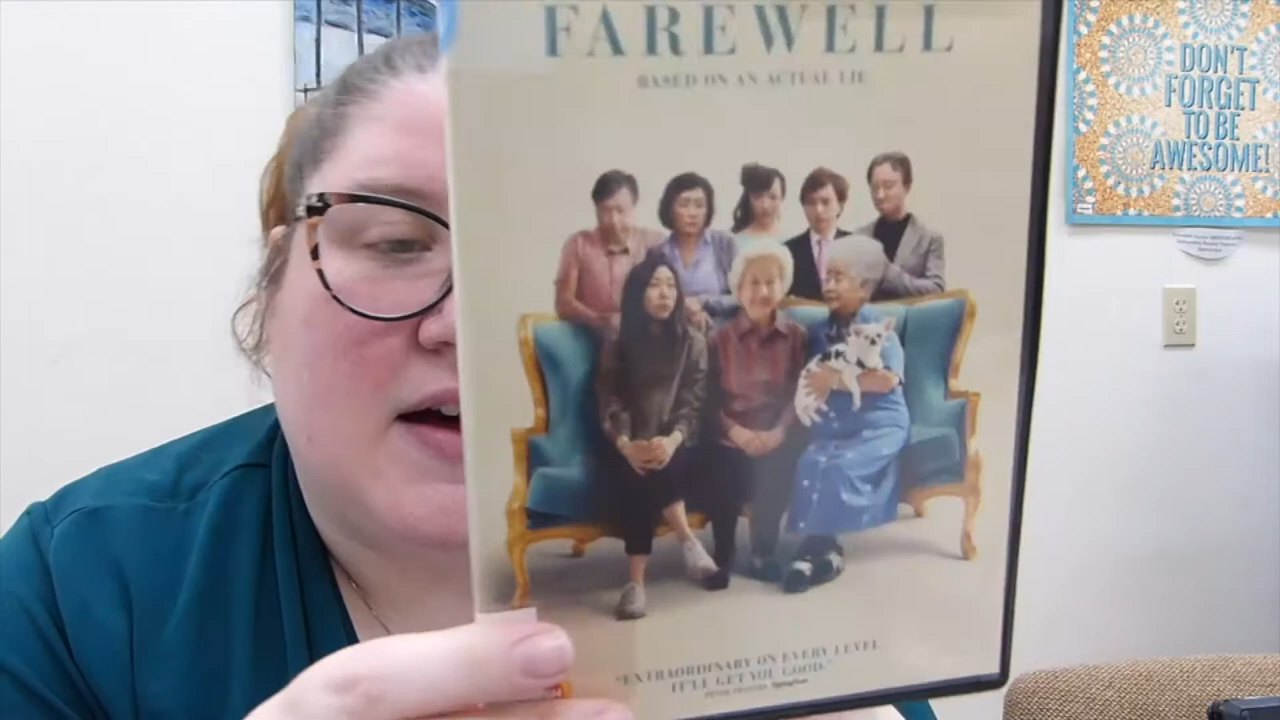 FAREWELL
BASED ON AN ACTUAL LIE
"EXTRAORDINARY ON EVERY LEVEL
IT'LL GET YOU GOOD."
DON'T
FORGET
TO BE
AWESOME!